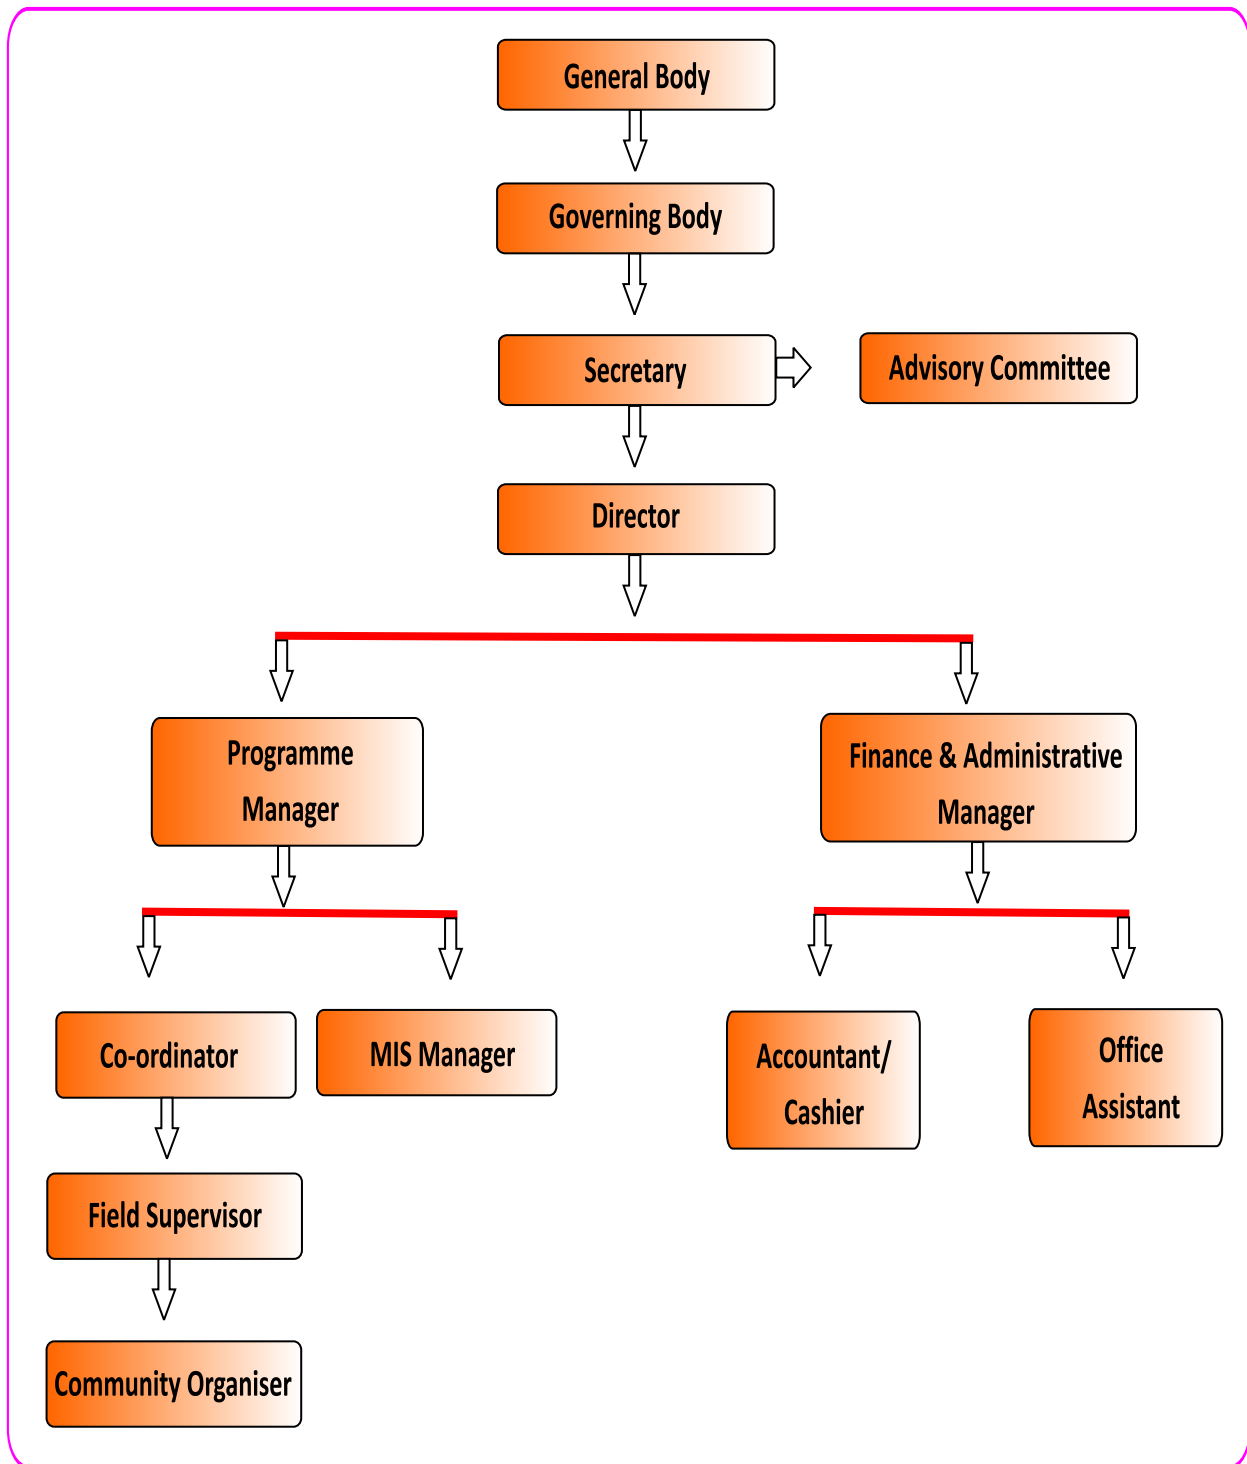 General Body
Governing Body
Secretary
Advisory Committee
Director
Programme
Manager
Finance & Administrative
Manager
Co-ordinator
MIS Manager
Accountant/
Cashier
Office
Assistant
Field Supervisor
Community Organiser